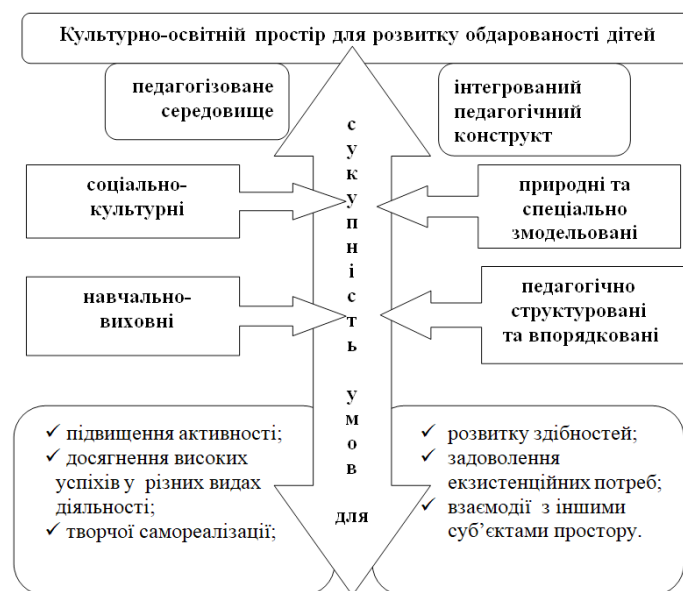 Культурно-освітній простір для розвитку обдарованості дітей
педагогізоване
середовище
інтегрований
педагогічний
конструкт
сукупність умов для
соціально-
культурні
природні та
спеціально
змодельовані
навчально-
виховні
педагогічно
структуровані
та впорядковані
✓ підвищення активності;
✓ досягнення високих
успіхів у різних видах
діяльності;
✓ творчої самореалізації;
✓ розвитку здібностей;
✓ задоволення
екзистенційних потреб;
✓ взаємодії з іншими
суб’єктами простору.